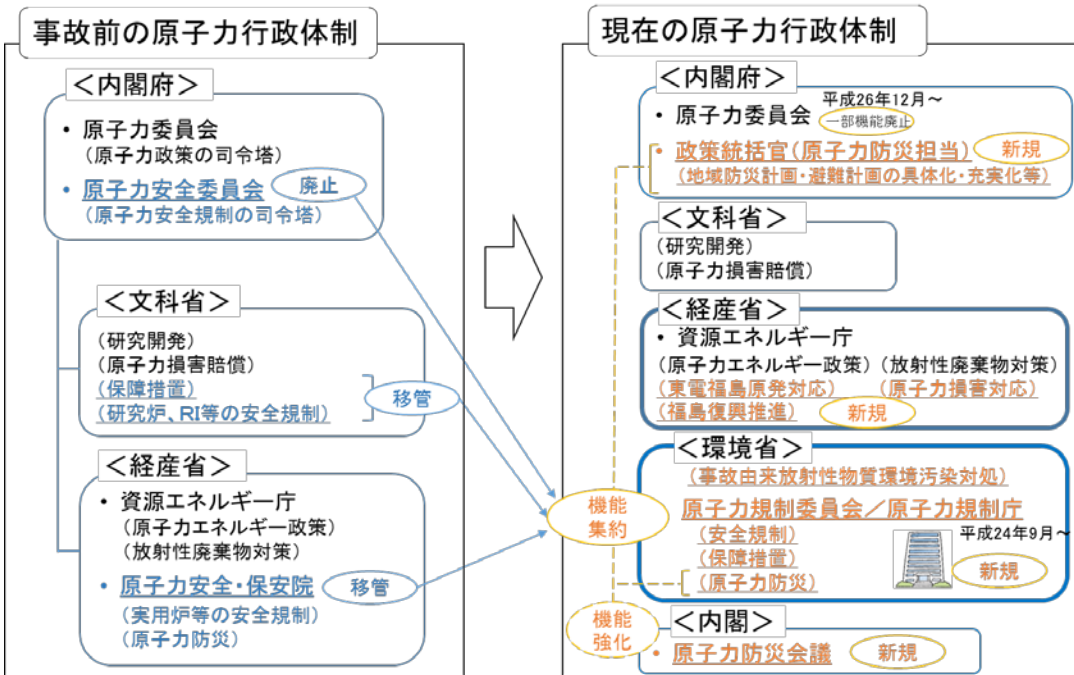 事故前の原子力行政体制
＜内閣府＞
・ 原子力委員会
（原子力政策の司令塔）
・ 原子力安全委員会
廃止
（原子力安全規制の司令塔）
＜文科省＞
（研究開発）
（原子力損害賠償）
（保障措置）
（研究炉、RI等の安全規制）
移管
＜経産省＞
・ 資源エネルギー庁
（原子力エネルギー政策）
（放射性廃棄物対策）
・ 原子力安全・保安院
移管
（実用炉等の安全規制）
（原子力防災）
現在の原子力行政体制
＜内閣府＞
平成26年12月～
・ 原子力委員会
一部機能廃止
・ 政策統括官（原子力防災担当）
新規
（地域防災計画・避難計画の具体化・充実化等）
＜文科省＞
（研究開発）
（原子力損害賠償）
＜経産省＞
・ 資源エネルギー庁
（原子力エネルギー政策）（放射性廃棄物対策）
（東電福島原発対応） （原子力損害対応）
（福島復興推進）
新規
＜環境省＞
（事故由来放射性物質環境汚染対処）
機能
集約
原子力規制委員会／原子力規制庁
（安全規制）
平成24年9月～
（保障措置）
（原子力防災）
新規
機能
強化
＜内閣＞
・ 原子力防災会議
新規